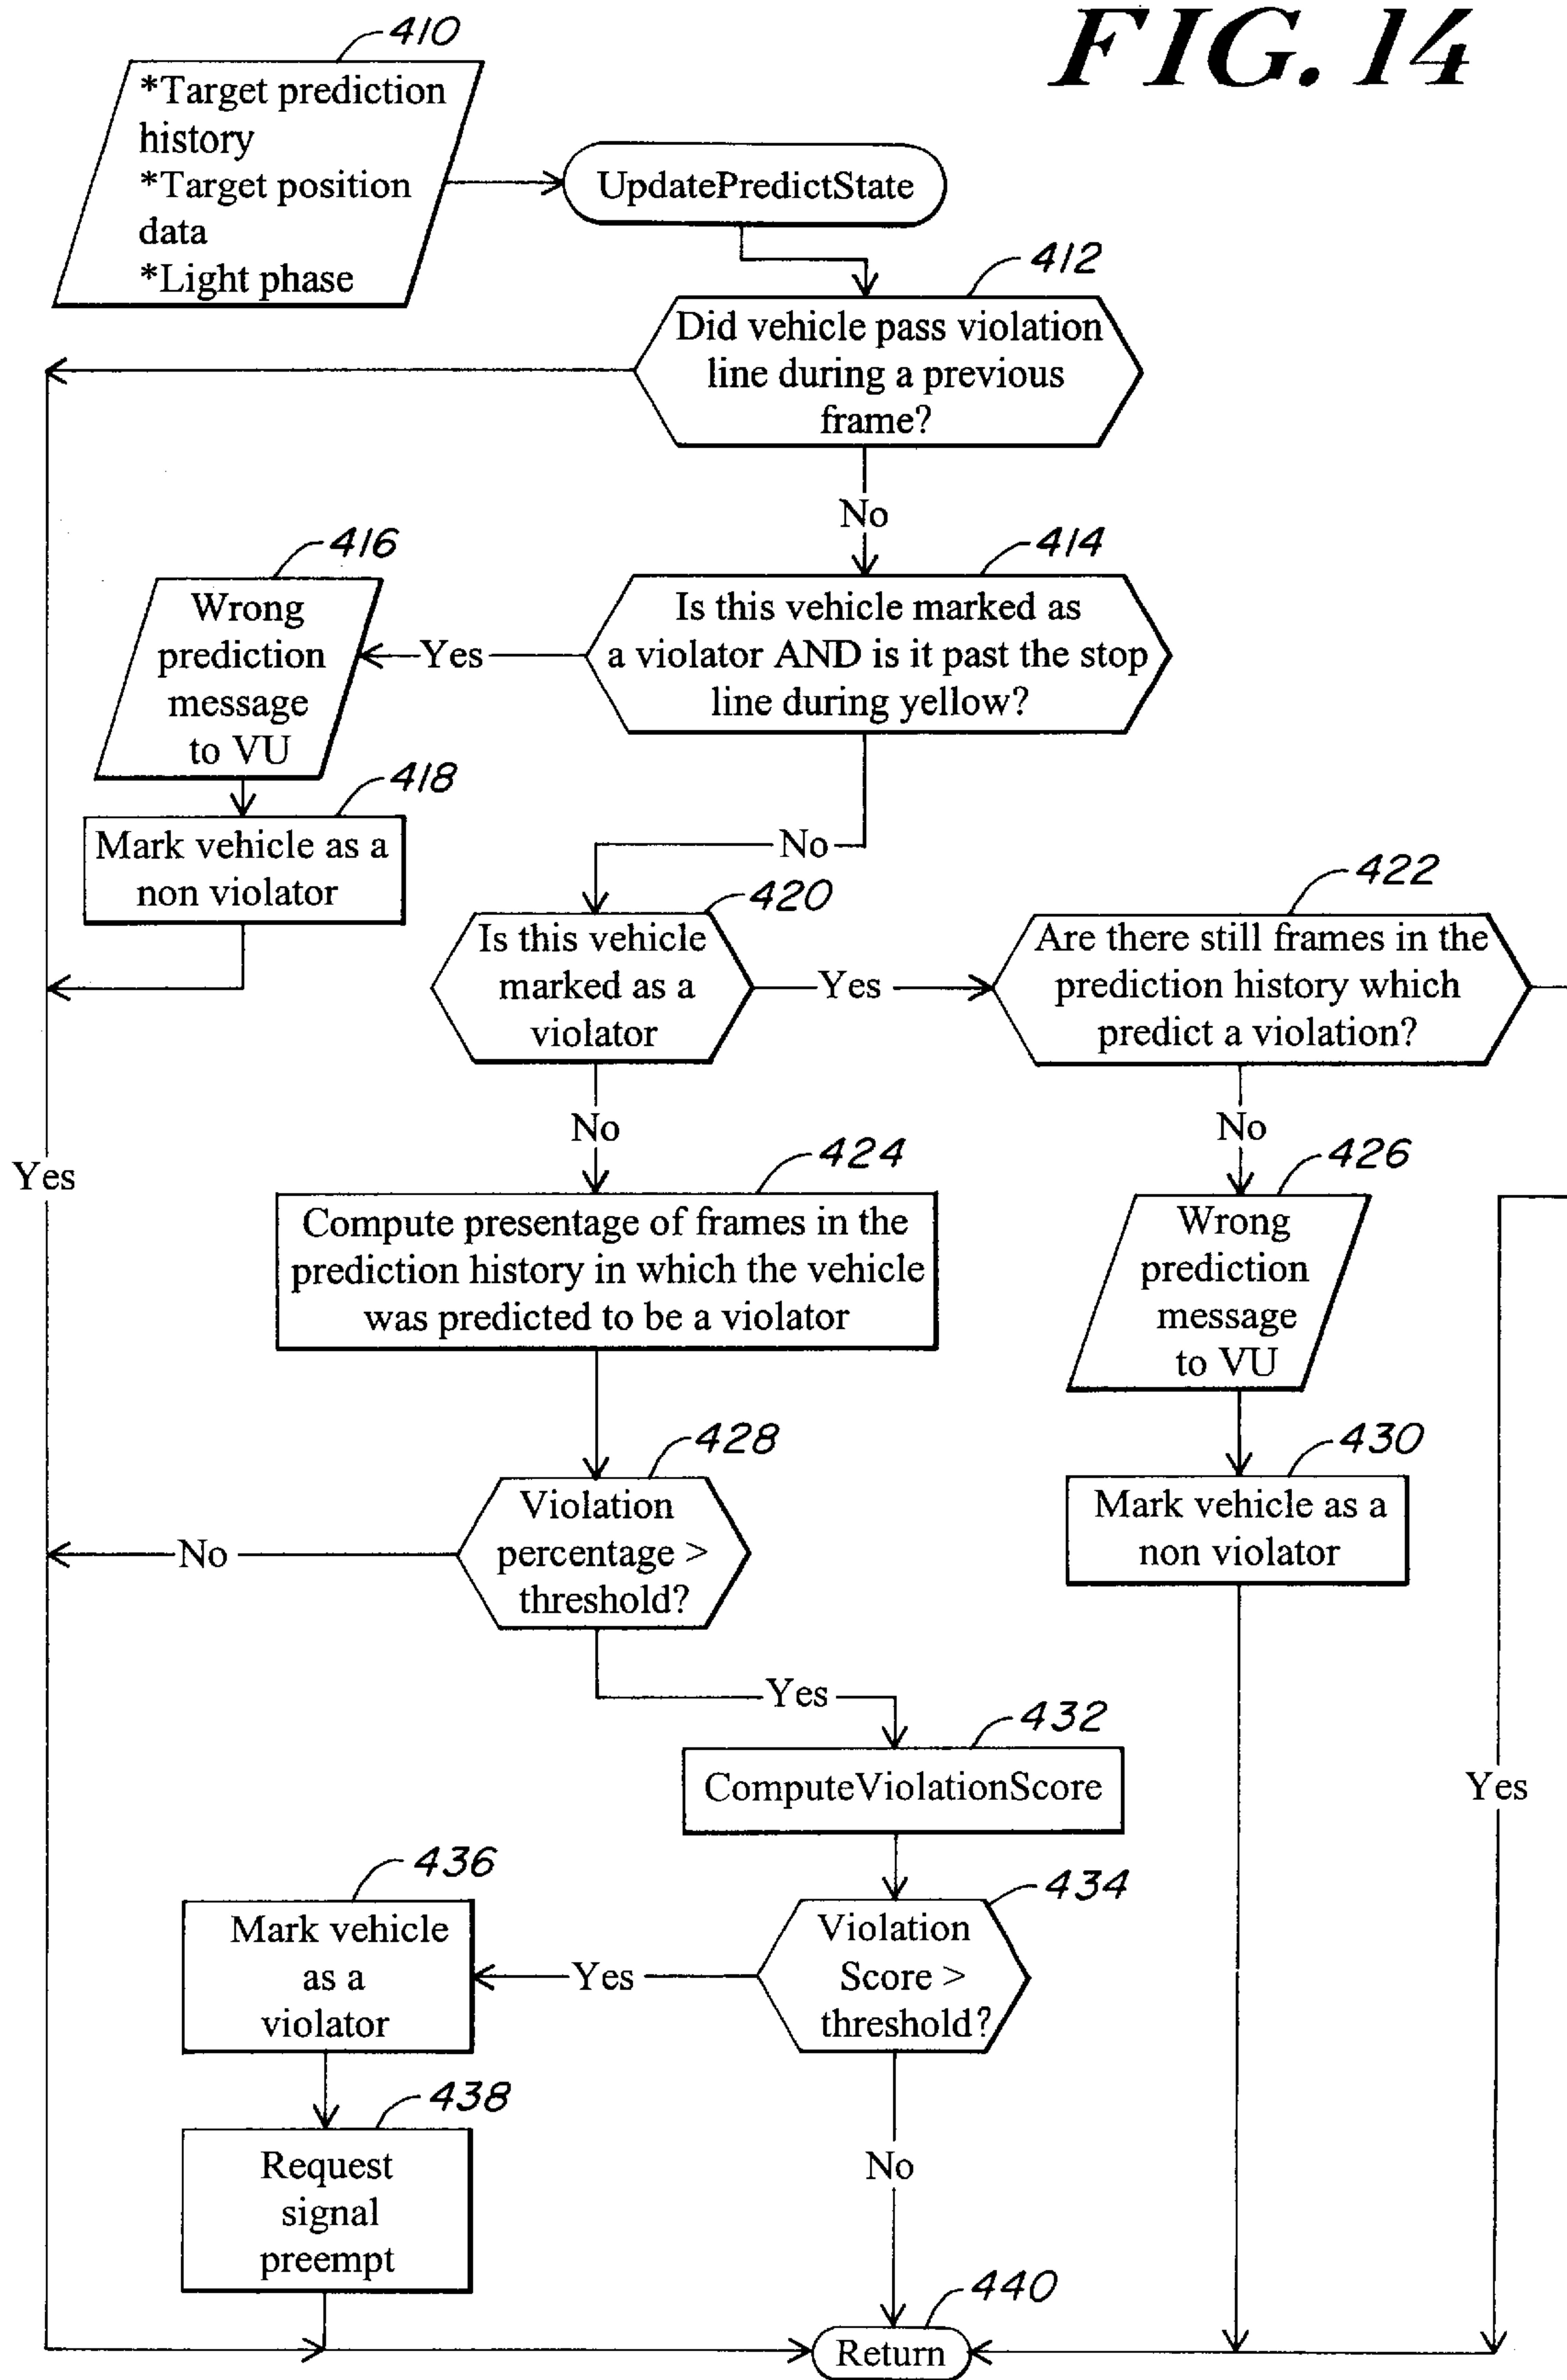 FIG. 14
410
*Target prediction
history
*Target position
data
*Light phase
UpdatePredictState
412
Did vehicle pass violation
line during a previous
frame?
No
414
Is this vehicle marked as
a violator AND is it past the stop
line during yellow?
Yes
416
Wrong
prediction
message
to VU
418
Mark vehicle as a
non violator
No
420
Is this vehicle
marked as a
violator
Yes
422
Are there still frames in the
prediction history which
predict a violation?
No
No
Yes
424
Compute presentage of frames in the
prediction history in which the vehicle
was predicted to be a violator
426
Wrong
prediction
message
to VU
428
Violation
percentage >
threshold?
No
430
Mark vehicle as a
non violator
Yes
432
ComputeViolationScore
Yes
434
Violation
Score >
threshold?
Yes
436
Mark vehicle
as a
violator
438
Request
signal
preempt
No
440
Return